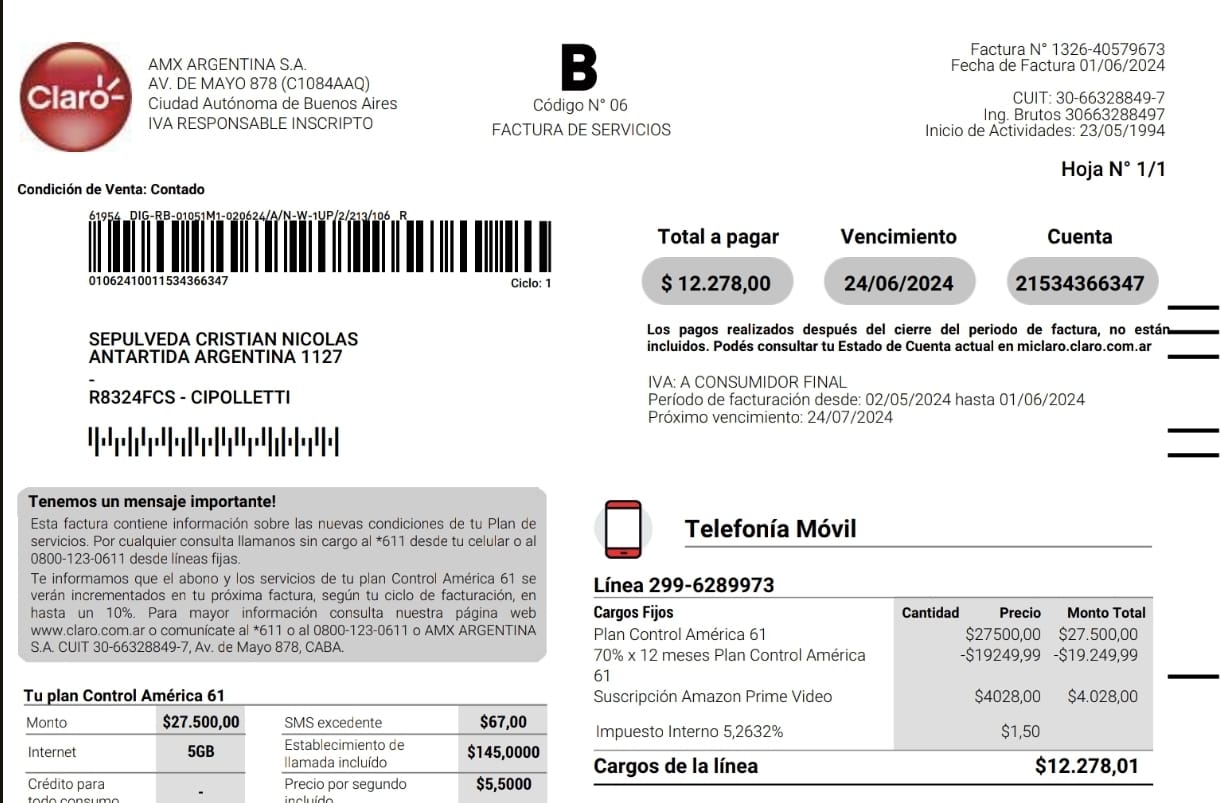 Claro
AMX ARGENTINA S.A.
AV. DE MAYO 878 (C1084AAQ)
Ciudad Autónoma de Buenos Aires
IVA RESPONSABLE INSCRIPTO
B
Código N° 06
FACTURA DE SERVICIOS
Factura N° 1326-40579673
Fecha de Factura 01/06/2024
CUIT: 30-66328849-7
Ing. Brutos 30663288497
Inicio de Actividades: 23/05/1994
Hoja N° 1/1
Condición de Venta: Contado
61954 DIG-RB-01051M1-020624/A/N-W-1UP/2/213/106 R
01062410011534366347
Ciclo: 1
Total a pagar Vencimiento Cuenta
$ 12.278,00 24/06/2024 21534366347
Los pagos realizados después del cierre del periodo de factura, no están
incluidos. Podés consultar tu Estado de Cuenta actual en miclaro.claro.com.ar
SEPULVEDA CRISTIAN NICOLAS
ANTARTIDA ARGENTINA 1127
-
R8324FCS - CIPOLLETTI
IVA: A CONSUMIDOR FINAL
Período de facturación desde: 02/05/2024 hasta 01/06/2024
Próximo vencimiento: 24/07/2024
Tenemos un mensaje importante!
Esta factura contiene información sobre las nuevas condiciones de tu Plan de
servicios. Por cualquier consulta llamanos sin cargo al *611 desde tu celular o al
0800-123-0611 desde líneas fijas.
Te informamos que el abono y los servicios de tu plan Control América 61 se
verán incrementados en tu próxima factura, según tu ciclo de facturación, en
hasta un 10%. Para mayor información consulta nuestra página web
www.claro.com.ar o comunícate al *611 o al 0800-123-0611 o AMX ARGENTINA
S.A. CUIT 30-66328849-7, Av. de Mayo 878, CABA.
Tu plan Control América 61
Monto $27.500,00 SMS excedente $67,00
Internet 5GB Establecimiento de
llamada incluído $145,0000
Crédito para
todo consumo - Precio por segundo
incluído $5,5000
Telefonía Móvil
Línea 299-6289973
Cargos Fijos Cantidad Precio Monto Total
Plan Control América 61 $27500,00 $27.500,00
70% x 12 meses Plan Control América -$19249,99 -$19.249,99
61
Suscripción Amazon Prime Video $4028,00 $4.028,00
Impuesto Interno 5,2632% $1,50
Cargos de la línea $12.278,01